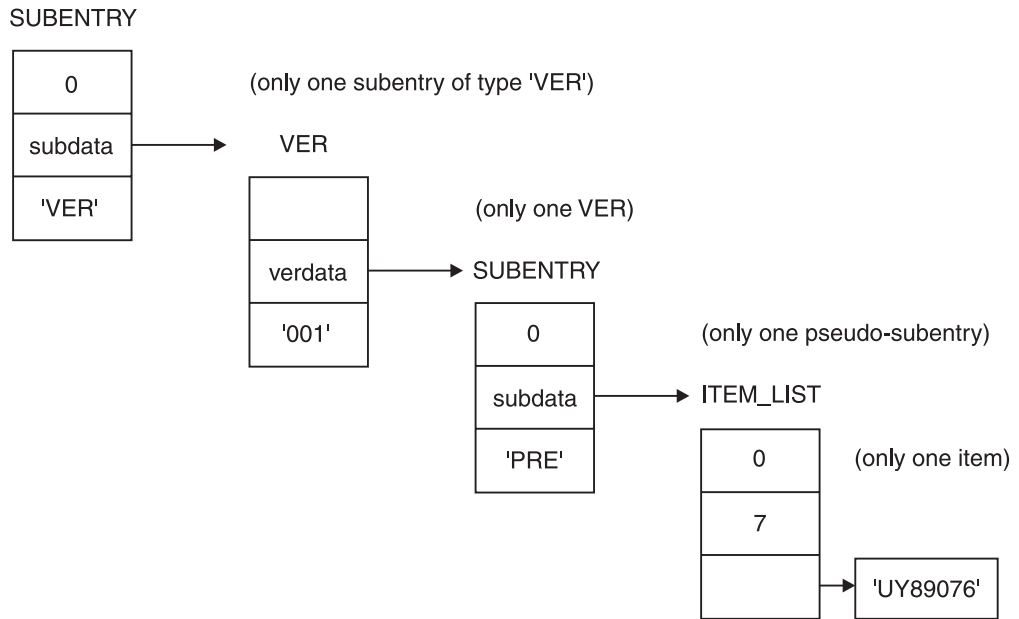 SUBENTRY
0
subdata
'VER'
(only one subentry of type 'VER')
VER
verdata
'001'
(only one VER)
SUBENTRY
0
subdata
'PRE'
(only one pseudo-subentry)
ITEM_LIST
0
7
(only one item)
'UY89076'